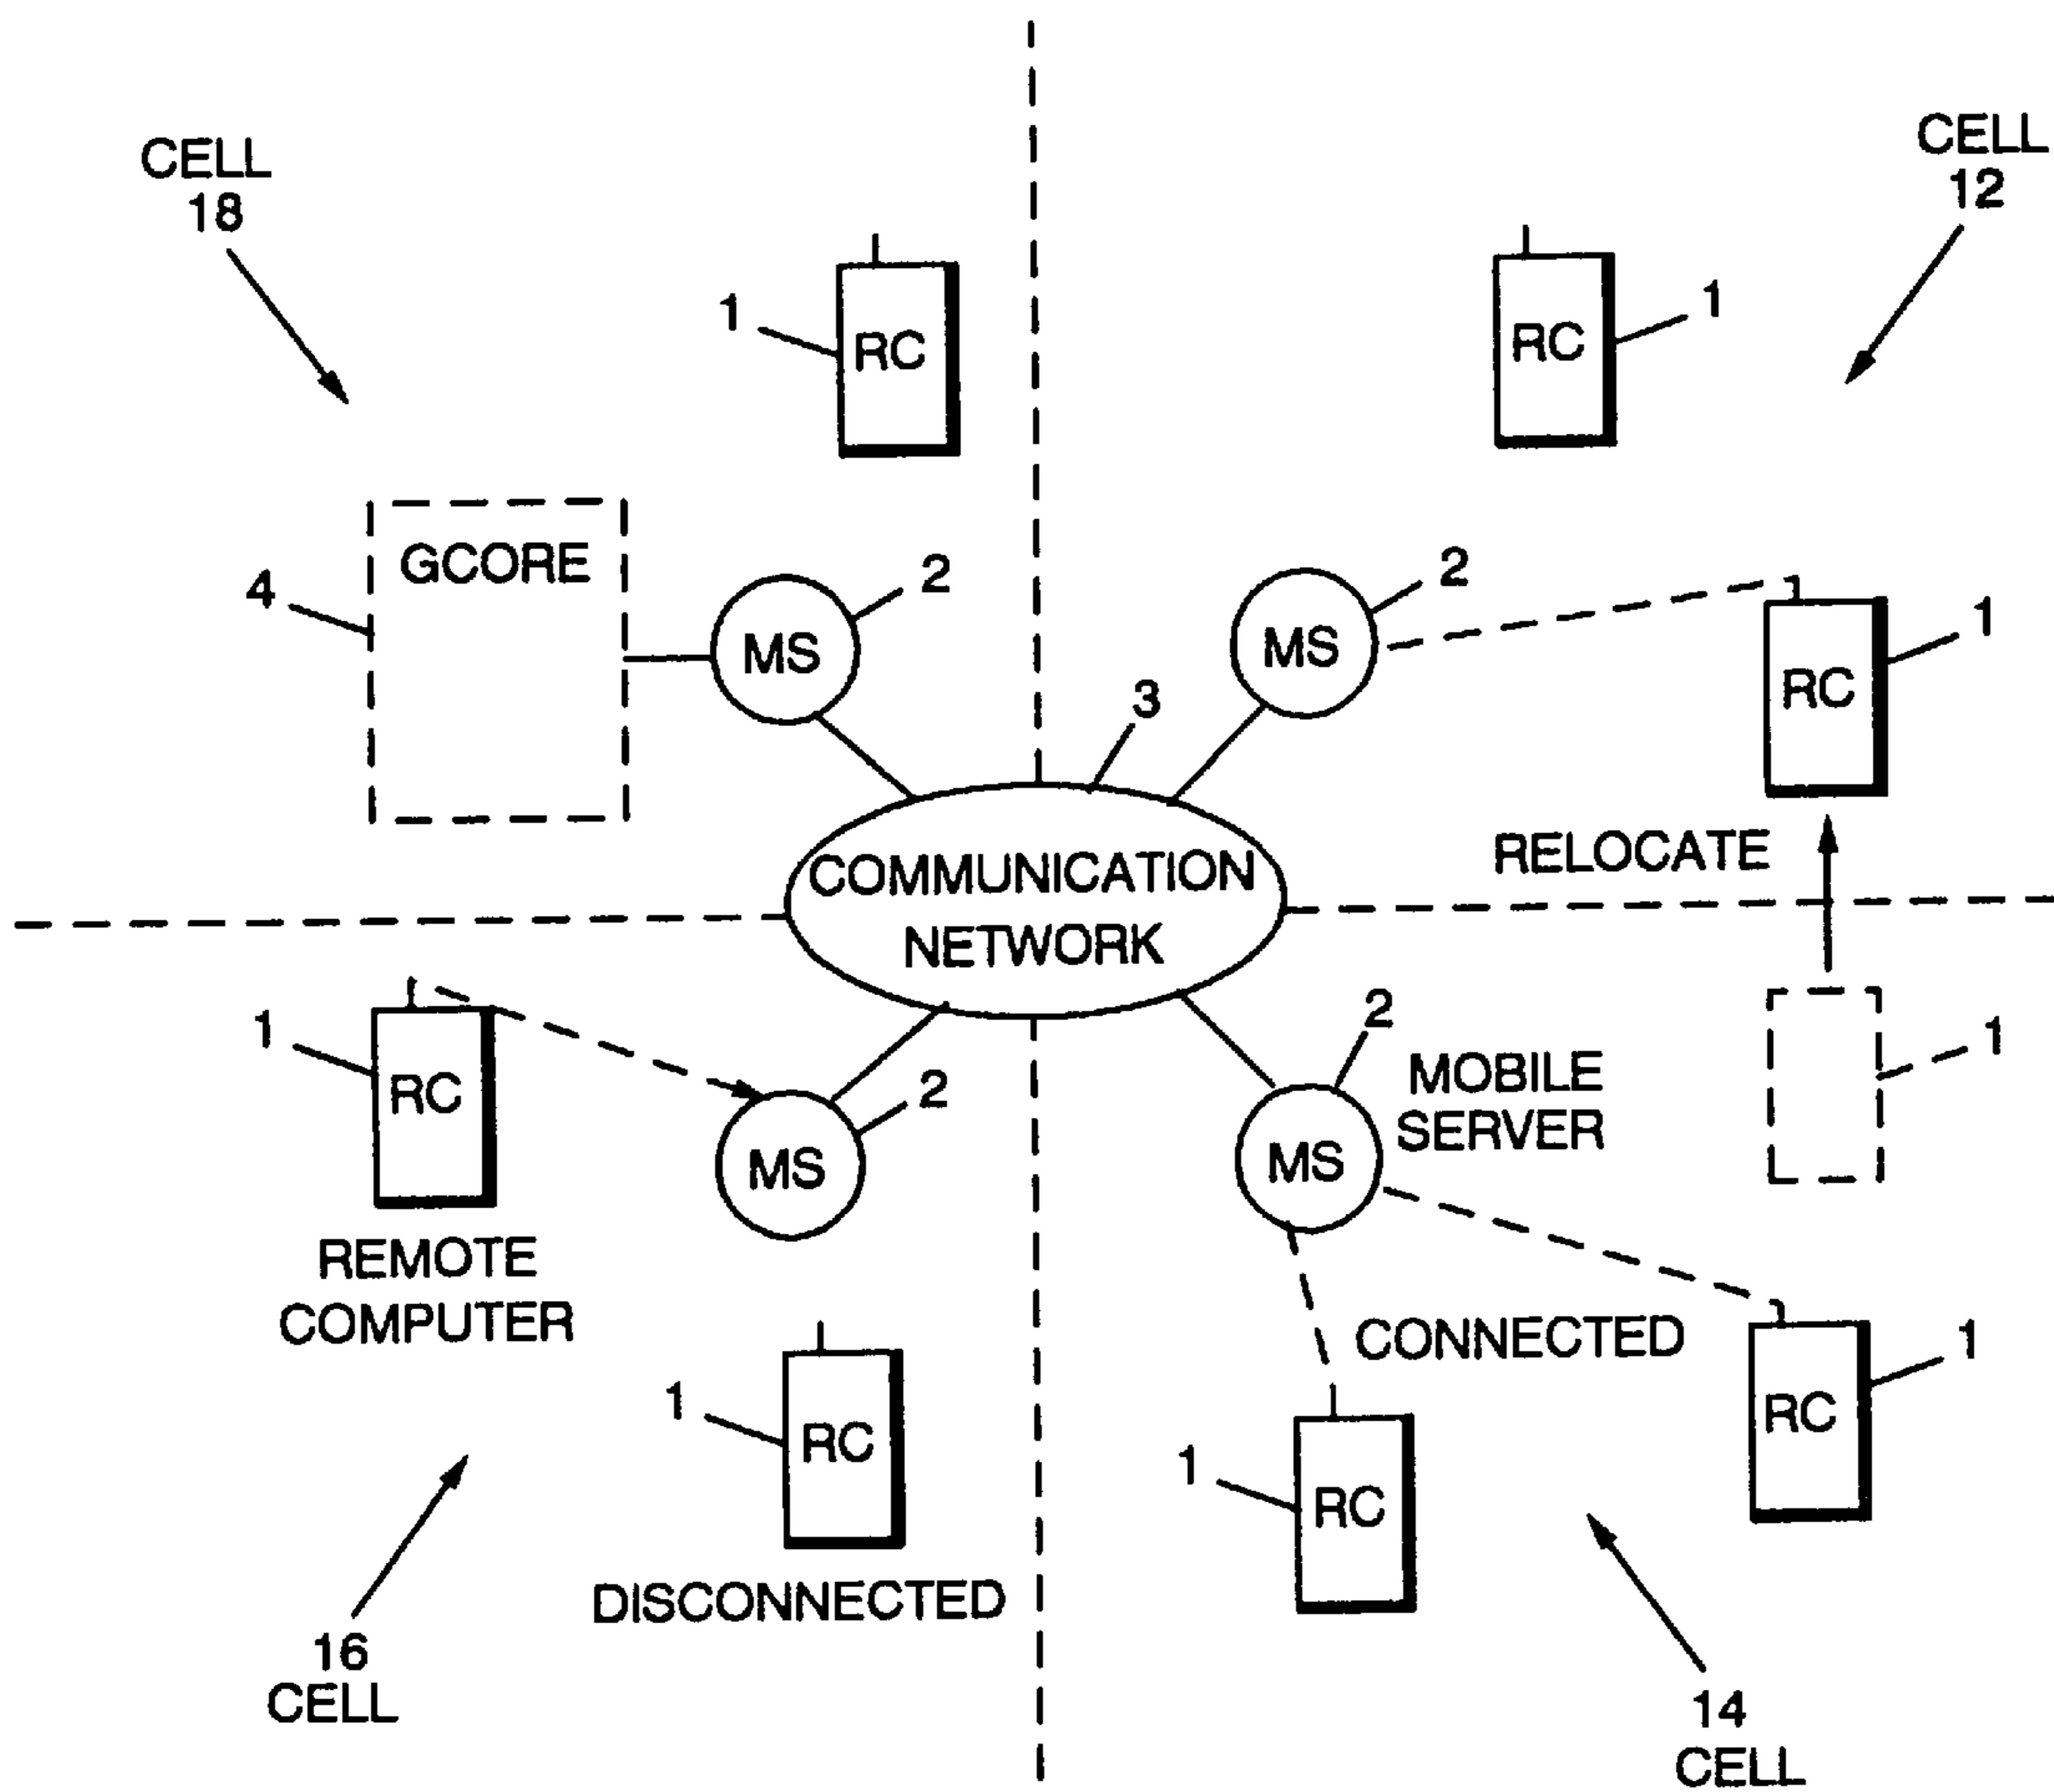 CELL
18
CELL
12
1
RC
RC
1
GCORE
4
MS
2
MS
2
RC
1
3
COMMUNICATION
NETWORK
RELOCATE
1
RC
MS
2
REMOTE
COMPUTER
2
MOBILE
SERVER
MS
1
1
RC
DISCONNECTED
CONNECTED
RC
1
1
RC
16
CELL
14
CELL